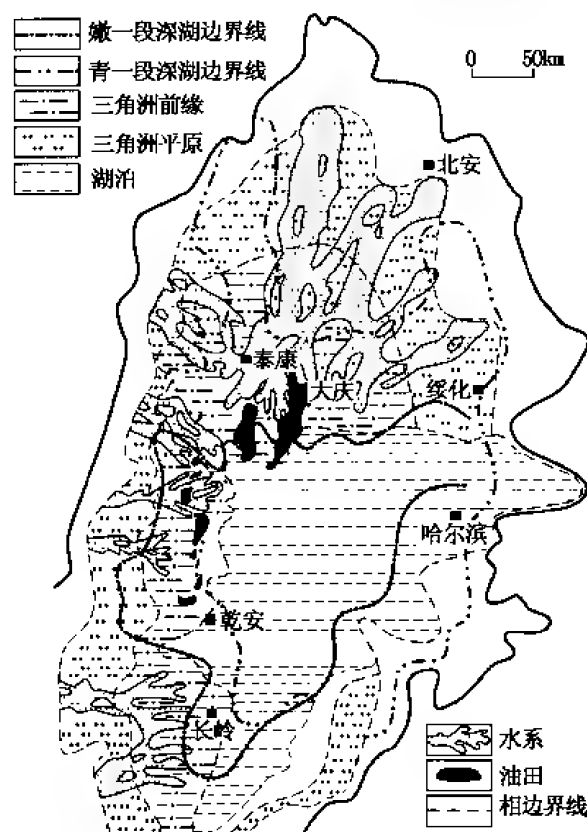 嫩一段深湖边界线
青一段深湖边界线
三角洲前缘
三角洲平原
湖泊
0 50km
北安
泰康
大庆
绥化
哈尔滨
乾安
长岭
水系
油田
相边界线